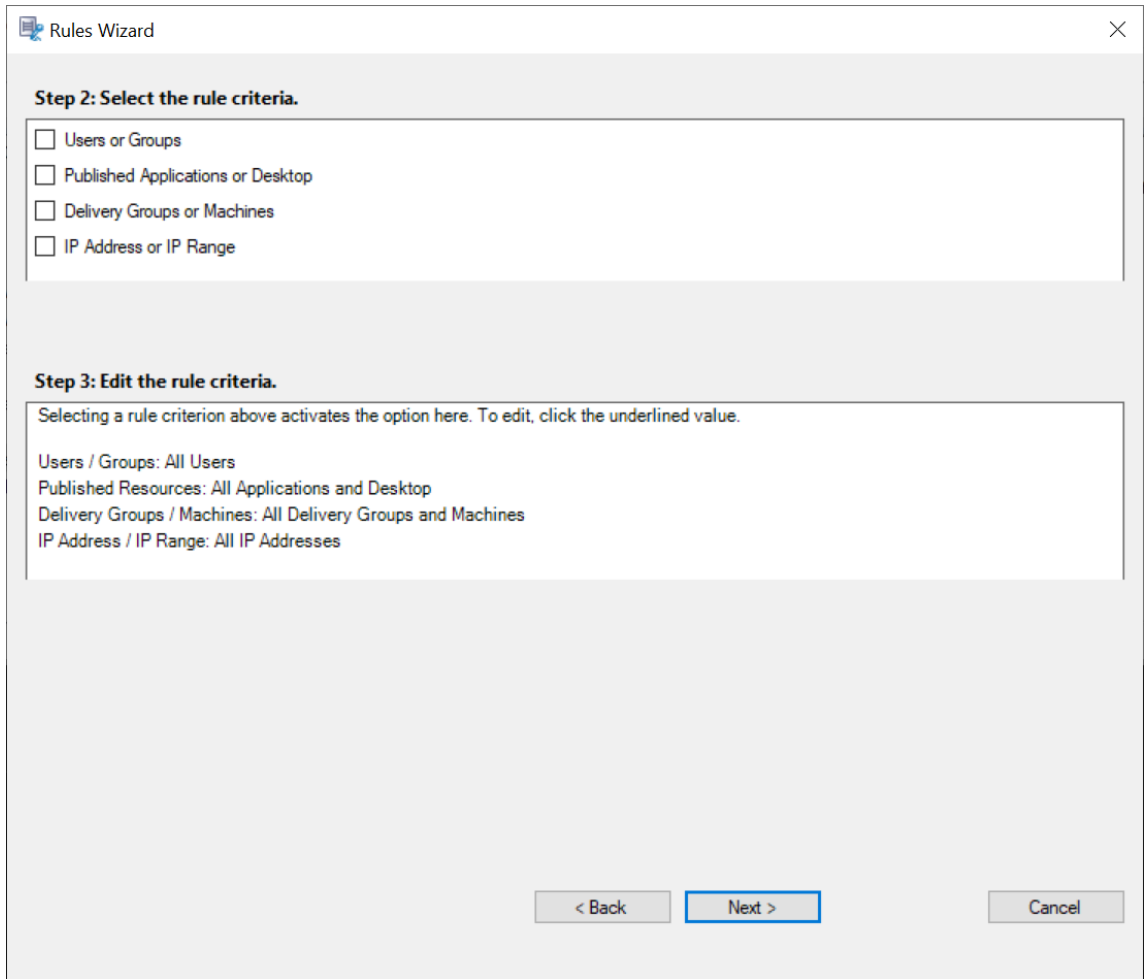 Rules Wizard
Step 2: Select the rule criteria.
Users or Groups
Published Applications or Desktop
Delivery Groups or Machines
IP Address or IP Range
Step 3: Edit the rule criteria.
Selecting a rule criterion above activates the option here. To edit, click the underlined value.
Users / Groups: All Users
Published Resources: All Applications and Desktop
Delivery Groups / Machines: All Delivery Groups and Machines
IP Address / IP Range: All IP Addresses
< Back Next > Cancel